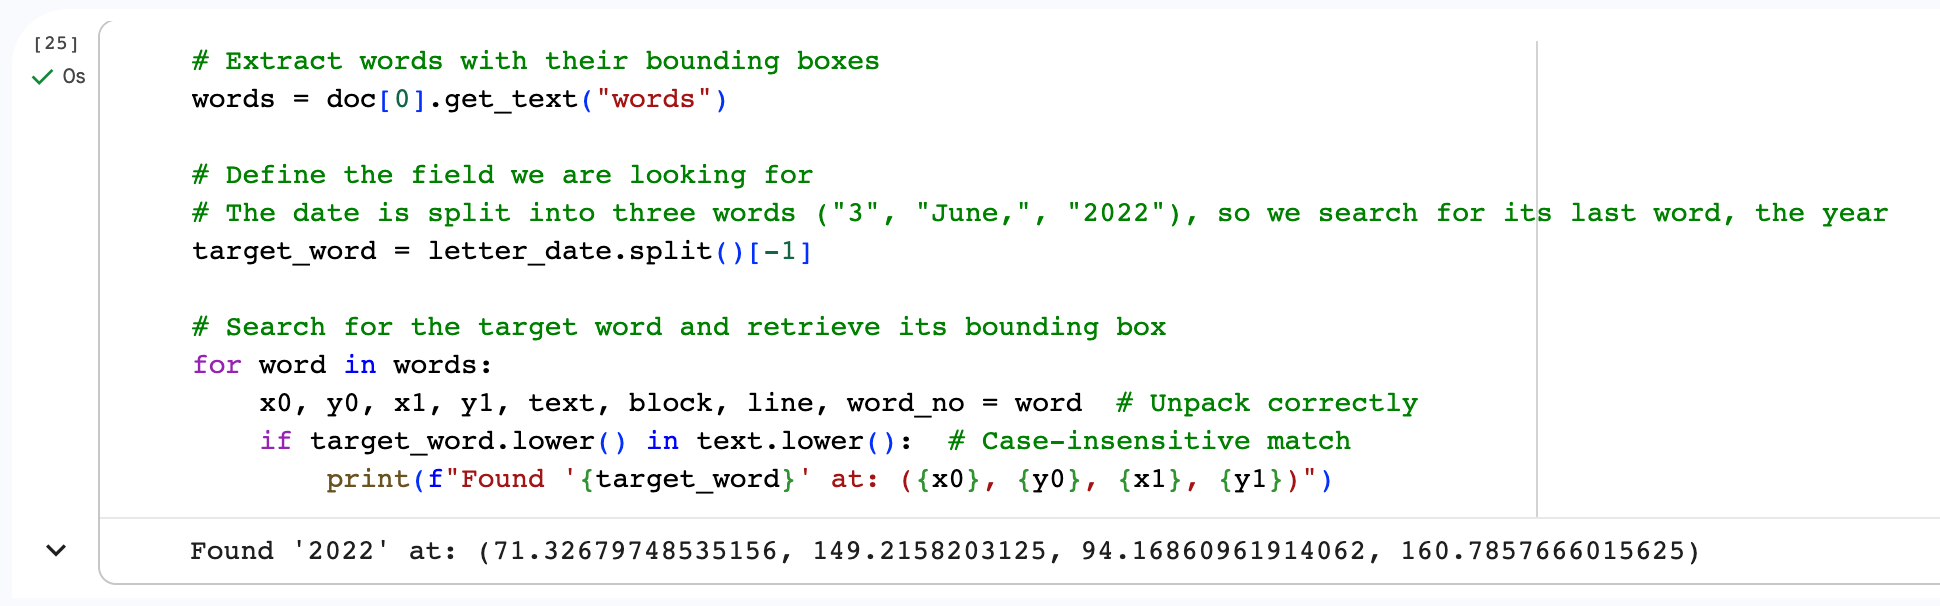 [25]
0s
# Extract words with their bounding boxes
words = doc[0].get_text("words")
# Define the field we are looking for
# The date is split into three words ("3", "June,", "2022"), so we search for its last word, the year
target_word = letter_date.split()[-1]
# Search for the target word and retrieve its bounding box
for word in words:
    x0, y0, x1, y1, text, block, line, word_no = word  # Unpack correctly
    if target_word.lower() in text.lower():  # Case-insensitive match
        print(f"Found '{target_word}' at: ({x0}, {y0}, {x1}, {y1})")
Found '2022' at: (71.32679748535156, 149.2158203125, 94.16860961914062, 160.7857666015625)